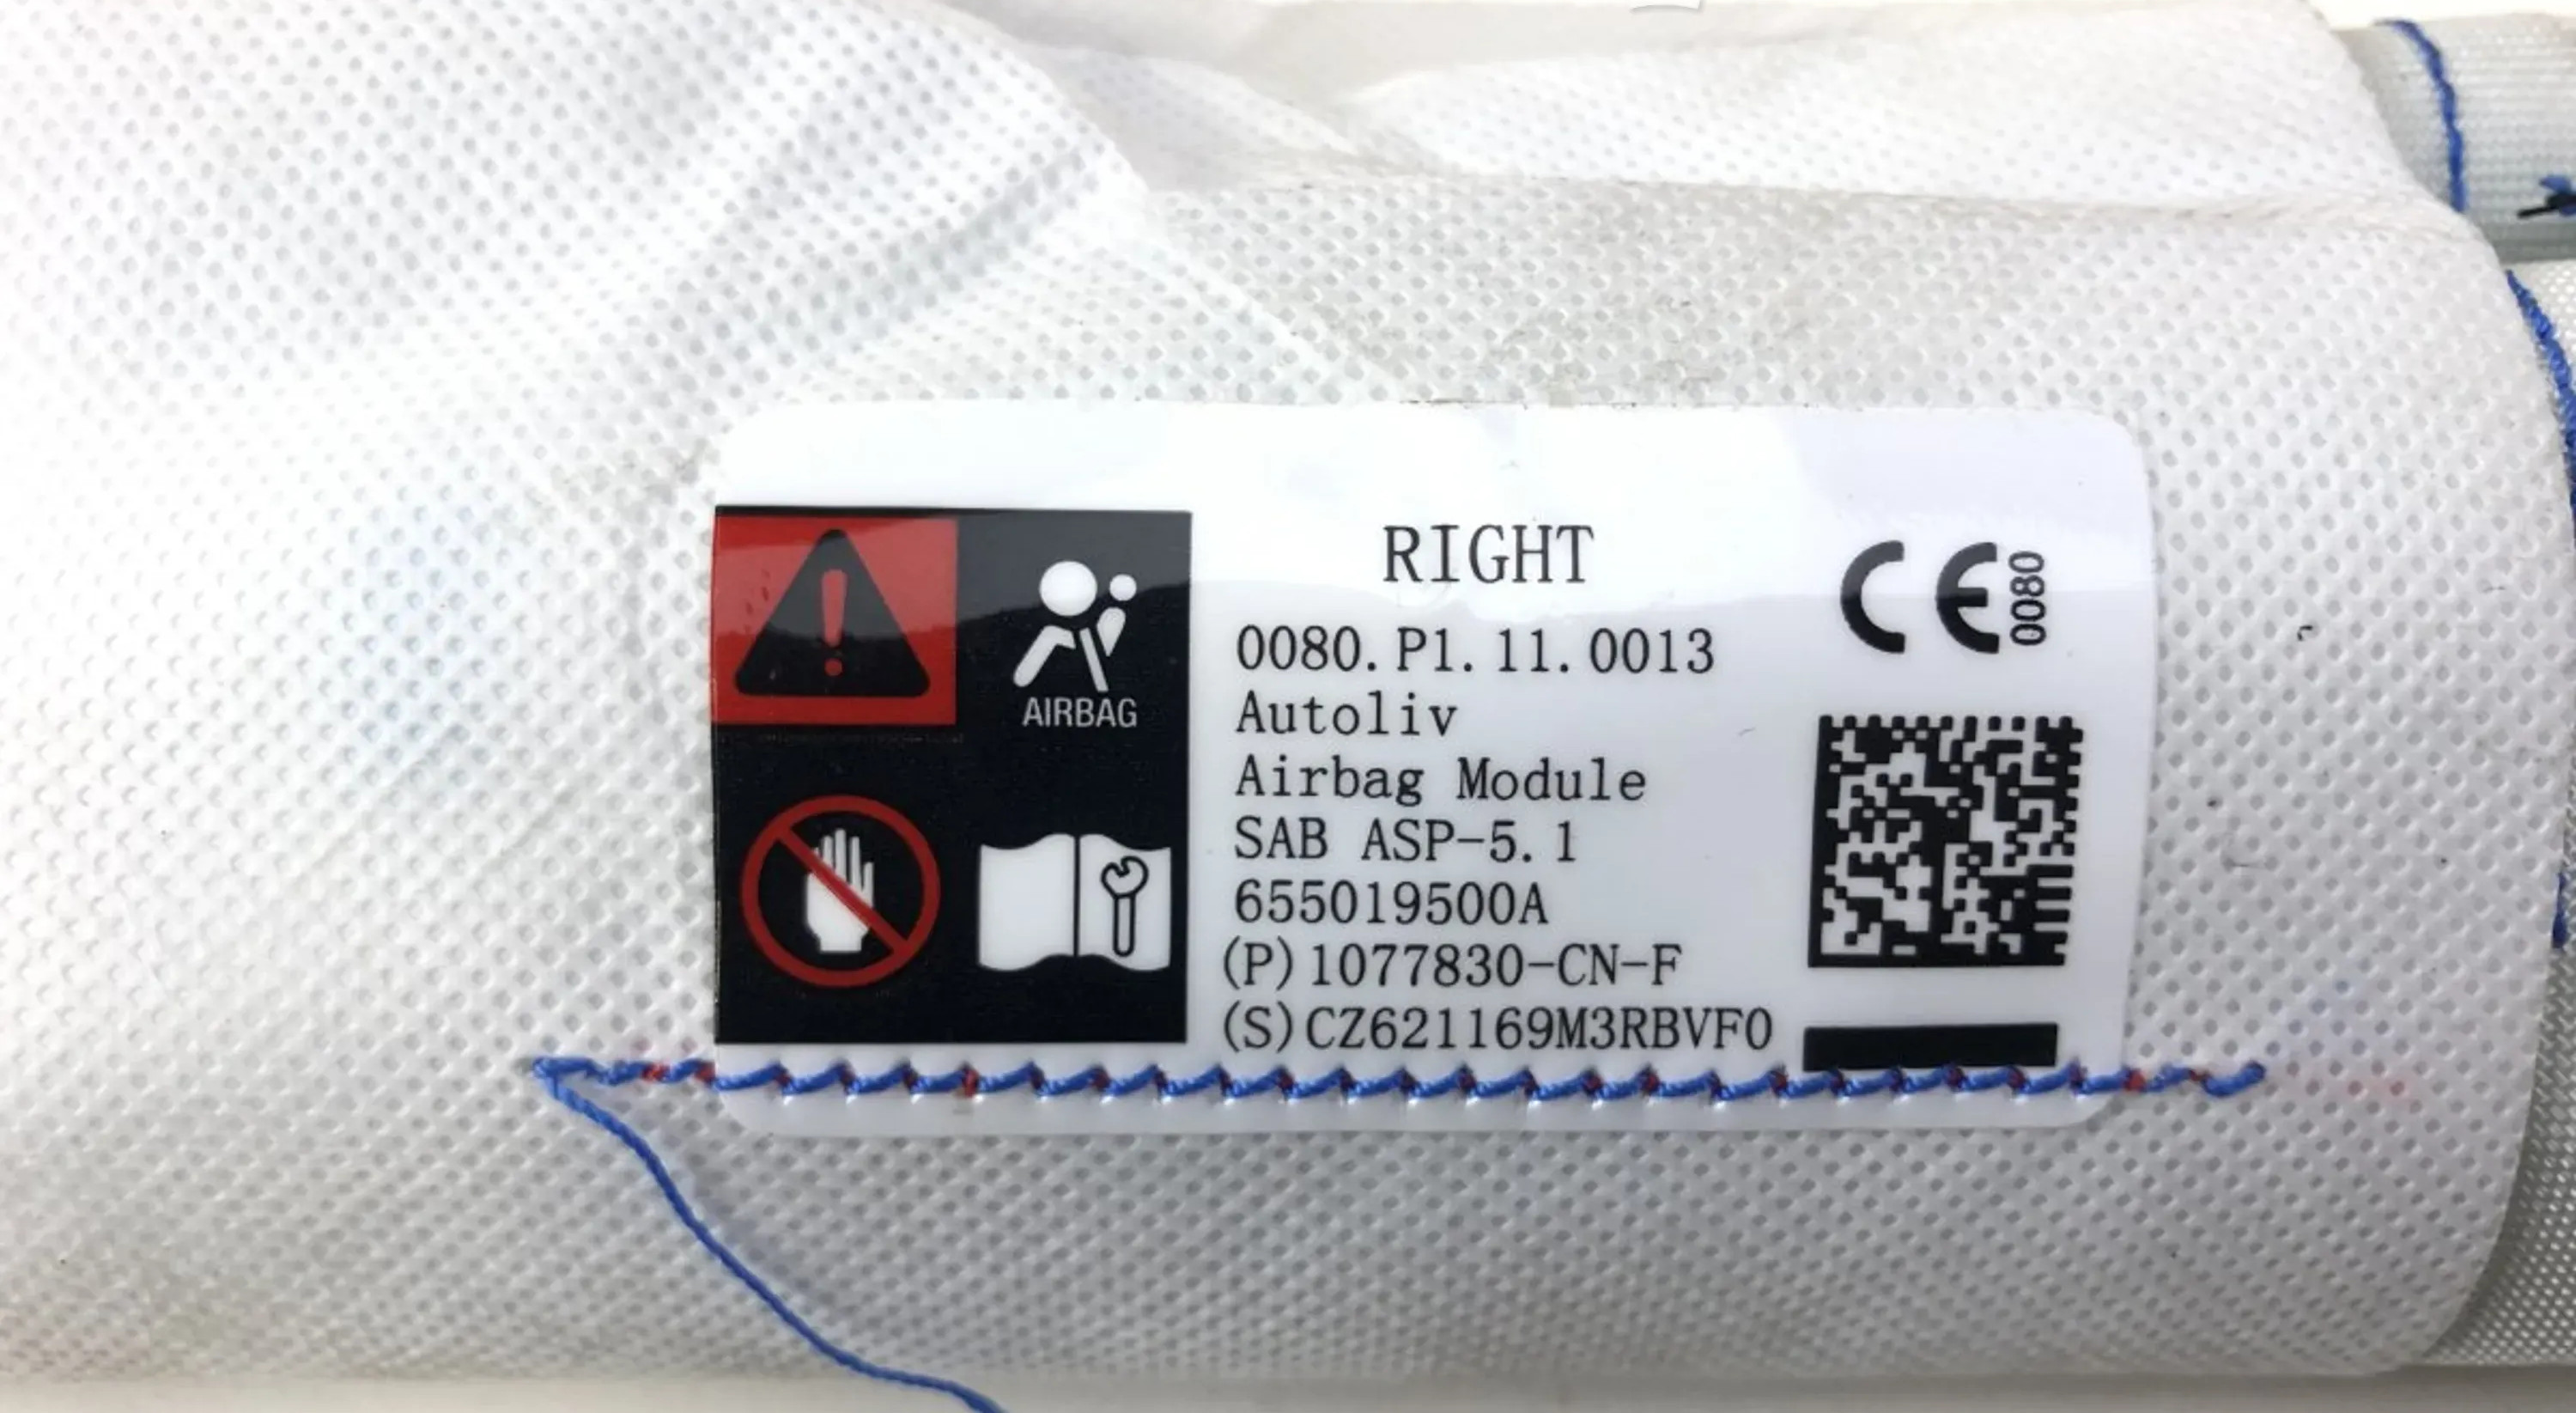 RIGHT
CE 0080
0080.P1.11.0013
AIRBAG
Autoliv
Airbag Module
SAB ASP-5.1
655019500A
(P)1077830-CN-F
(S)CZ621169M3RBVF0